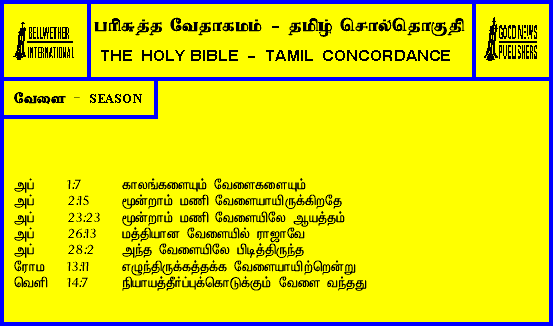 BELLWETHER
INTERNATIONAL
பரிசுத்த வேதாகமம் - தமிழ் சொல்தொகுதி
THE HOLY BIBLE - TAMIL CONCORDANCE
GOOD NEWS
PUBLISHERS
வேளை - SEASON
அப் 1:7 காலங்களையும் வேளைகளையும்
அப் 2:15 மூன்றாம் மணி வேளையாயிருக்கிறதே
அப் 23:23 மூன்றாம் மணி வேளையிலே ஆயத்தம்
அப் 26:13 மத்தியான வேளையில் ராஜாவே
அப் 28:2 அந்த வேளையிலே பிடித்திருந்த
ரோம 13:11 எழுந்திருக்கத்தக்க வேளையாயிற்றென்று
வெளி 14:7 நியாயத்தீர்ப்புக்கொடுக்கும் வேளை வந்தது